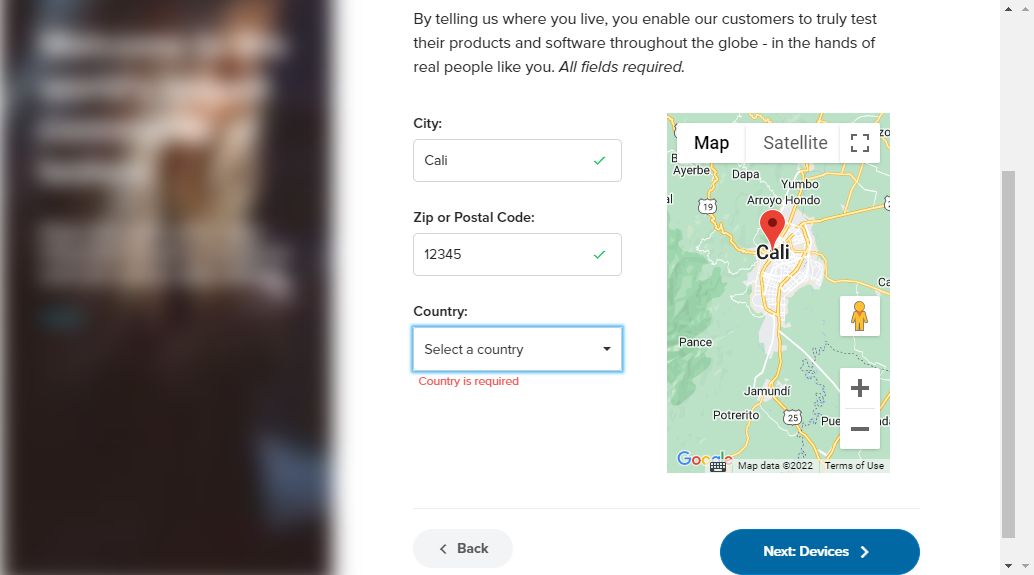 By telling us where you live, you enable our customers to truly test
their products and software throughout the globe - in the hands of
real people like you. All fields required.
City:
Cali
Zip or Postal Code:
12345
Country:
Select a country
Country is required
Map
Satellite
Ayerbe
Dapa
Yumbo
Arroyo Hondo
19
Cali
Pance
Jamundí
Potrerito
25
Google
Map data ©2022
Terms of Use
Back
Next: Devices